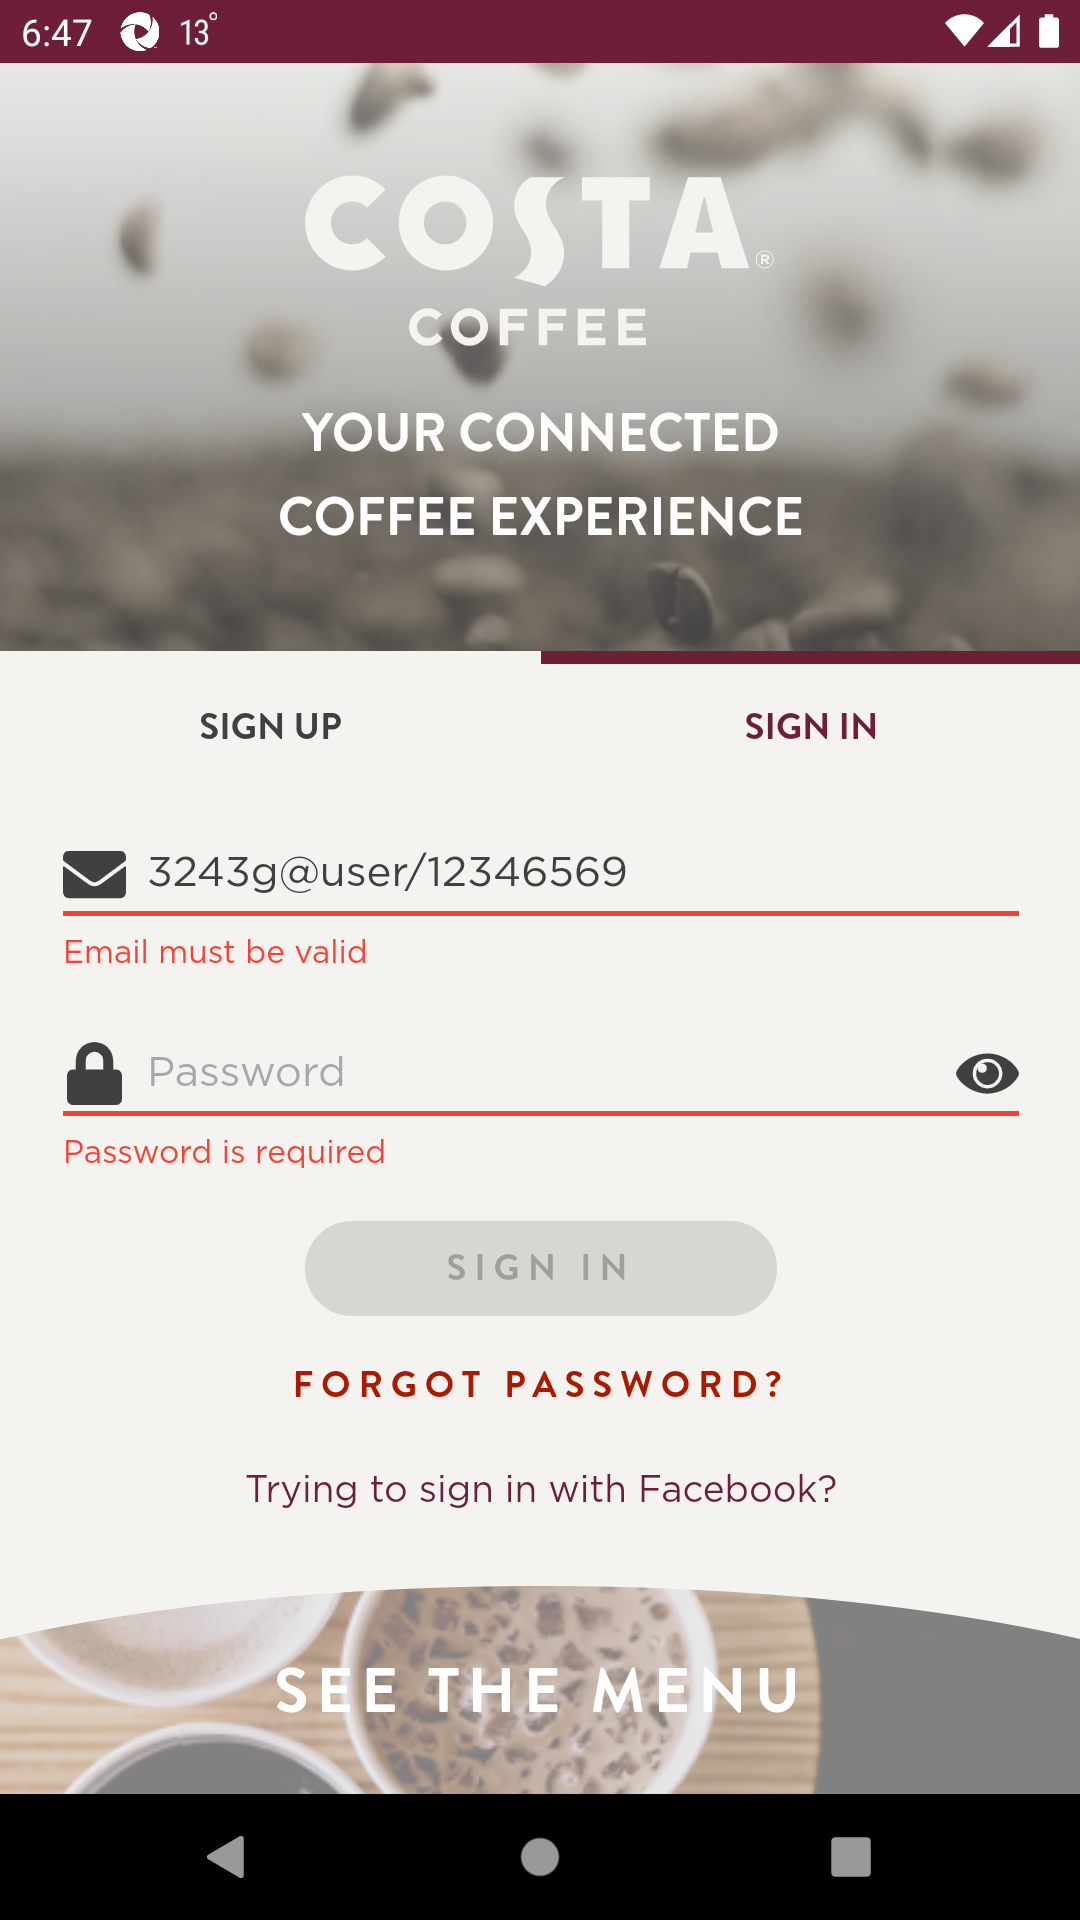 6:47 13°
COSTA®
COFFEE
YOUR CONNECTED
COFFEE EXPERIENCE
SIGN UP SIGN IN
3243g@user/12346569
Email must be valid
Password
Password is required
SIGN IN
FORGOT PASSWORD?
Trying to sign in with Facebook?
SEE THE MENU